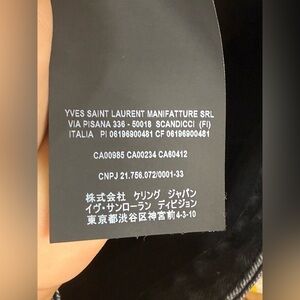 YVES SAINT LAURENT MANIFATTURE SRL
VIA PISANA 336 - 50018 SCANDICCI (FI)
ITALIA PI 06196900481 CF 06196900481
CA00985 CA00234 CA60412
CNPJ 21.756.072/0001-33
株式会社 ケリング ジャパン
イヴ・サンローラン ディビジョン
東京都渋谷区神宮前4-3-10